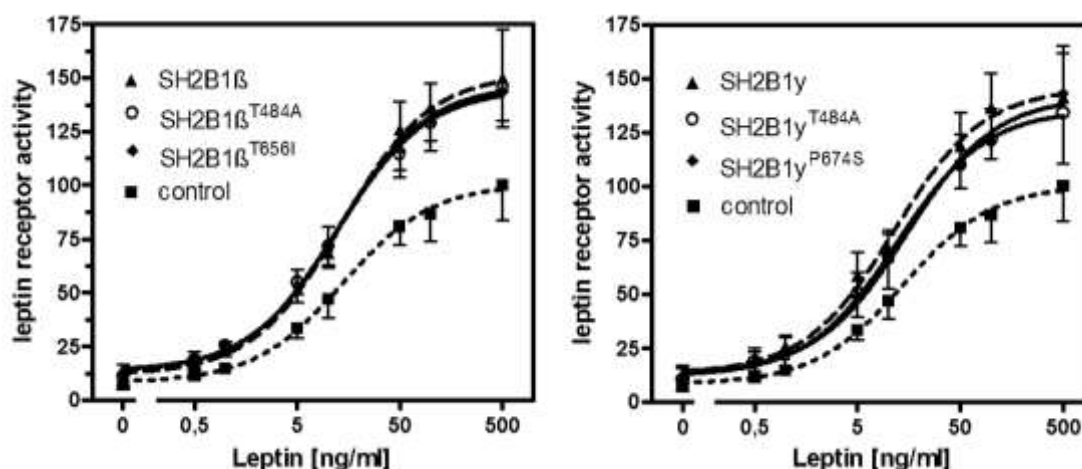 175
150
125
100
75
50
25
0
leptin receptor activity
SH2B1ß
SH2B1ß^T484A
SH2B1ß^T656I
control
0 0,5 5 50 500
Leptin [ng/ml]
175
150
125
100
75
50
25
0
leptin receptor activity
SH2B1y
SH2B1y^T484A
SH2B1y^P674S
control
0 0,5 5 50 500
Leptin [ng/ml]